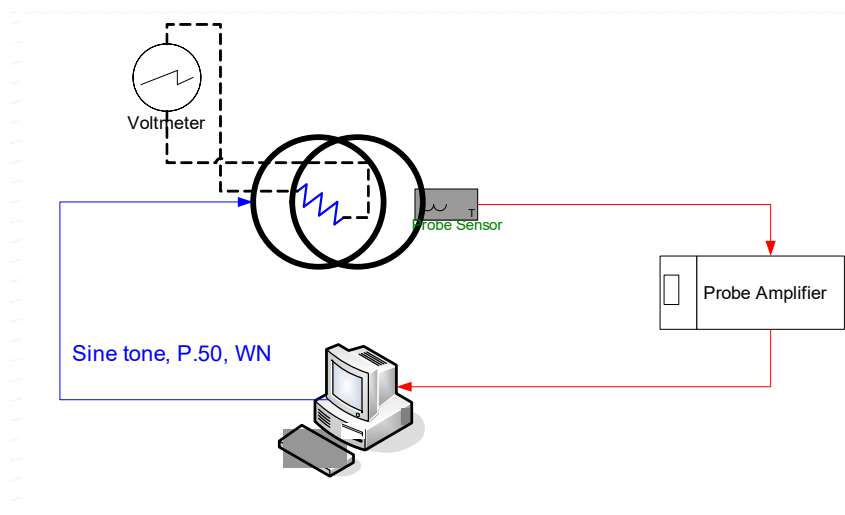 Voltmeter
T
Probe Sensor
Probe Amplifier
Sine tone, P.50, WN